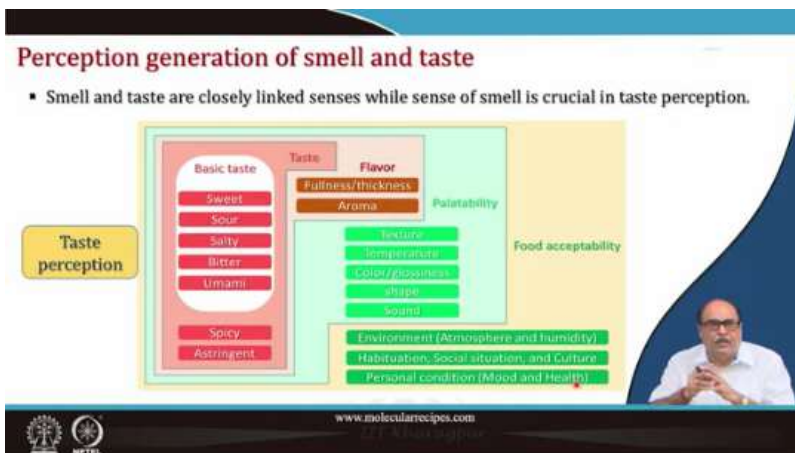 Perception generation of smell and taste
▪ Smell and taste are closely linked senses while sense of smell is crucial in taste perception.
Taste perception
Basic taste
Sweet
Sour
Salty
Bitter
Umami
Spicy
Astringent
Taste
Flavor
Fullness/thickness
Aroma
Palatability
Texture
Temperature
Color/glossiness
shape
Sound
Food acceptability
Environment (Atmosphere and humidity)
Habituation, Social situation, and Culture
Personal condition (Mood and Health)
www.molecularrecipes.com
IIT Kharagpur
NPTEL